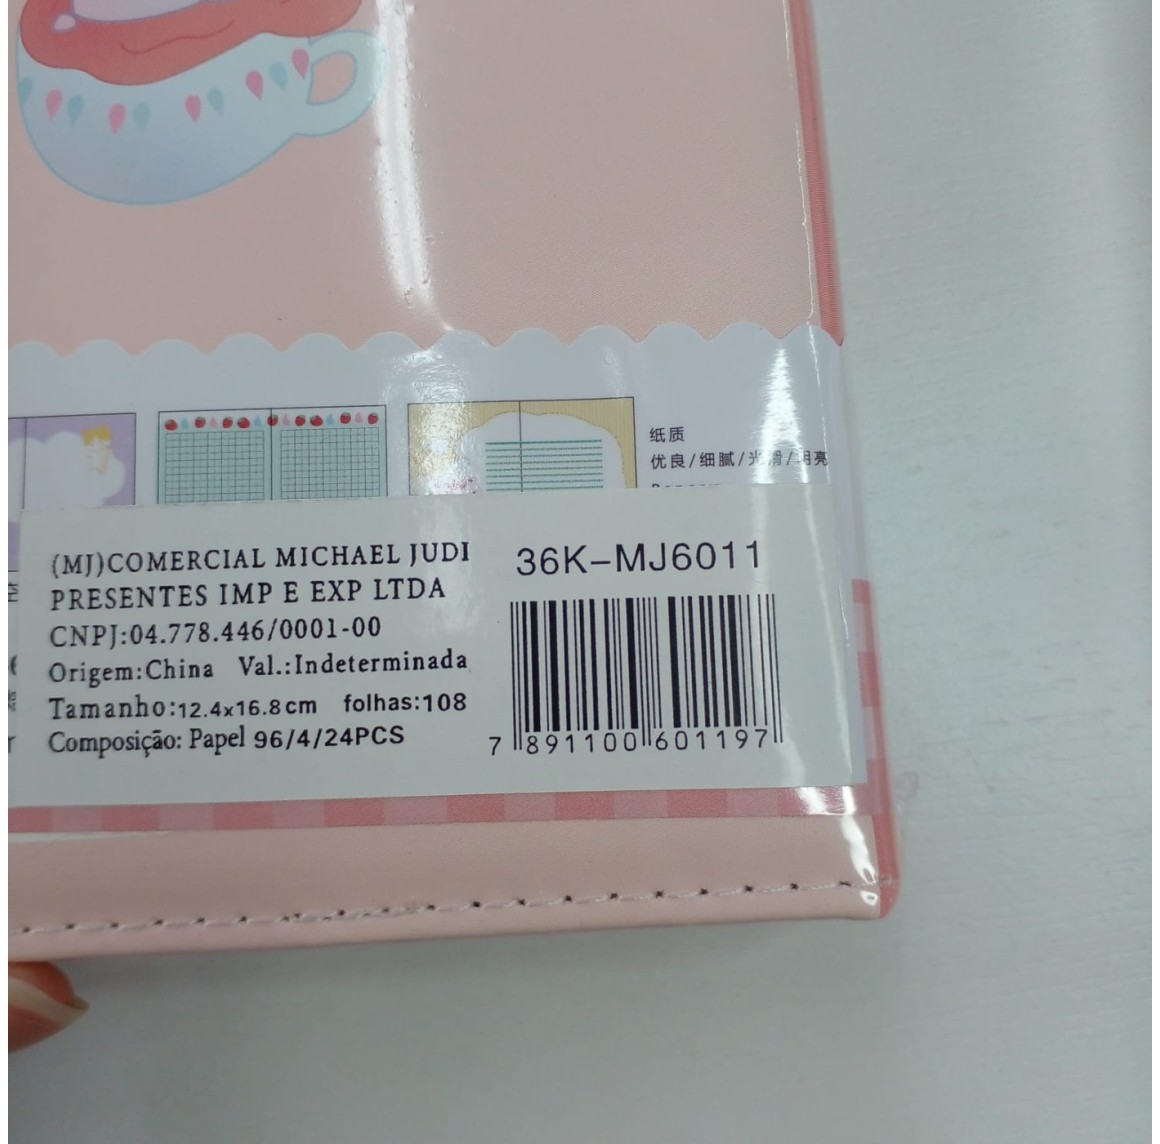 纸质
优良/细腻/光滑/明亮
(MJ)COMERCIAL MICHAEL JUDI
PRESENTES IMP E EXP LTDA
CNPJ:04.778.446/0001-00
Origem:China Val.:Indeterminada
Tamanho:12.4x16.8cm folhas:108
Composição: Papel 96/4/24PCS
36K-MJ6011
7 891100 601197